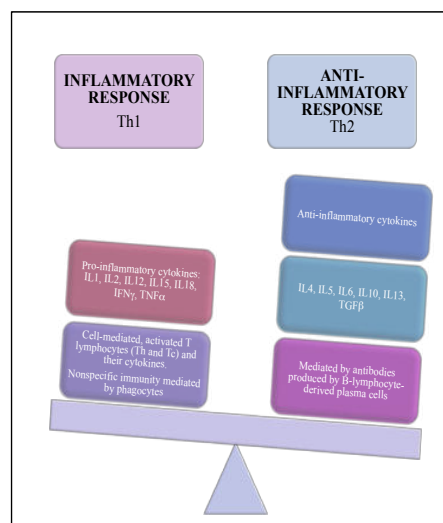 INFLAMMATORY
RESPONSE
Th1
ANTI-
INFLAMMATORY
RESPONSE
Th2
Pro-inflammatory cytokines:
IL1, IL2, IL12, IL15, IL18,
IFNγ, TNFα
Cell-mediated, activated T
lymphocytes (Th and Tc) and
their cytokines.
Nonspecific immunity mediated
by phagocytes
Anti-inflammatory cytokines
IL4, IL5, IL6, IL10, IL13,
TGFβ
Mediated by antibodies
produced by B-lymphocyte-
derived plasma cells